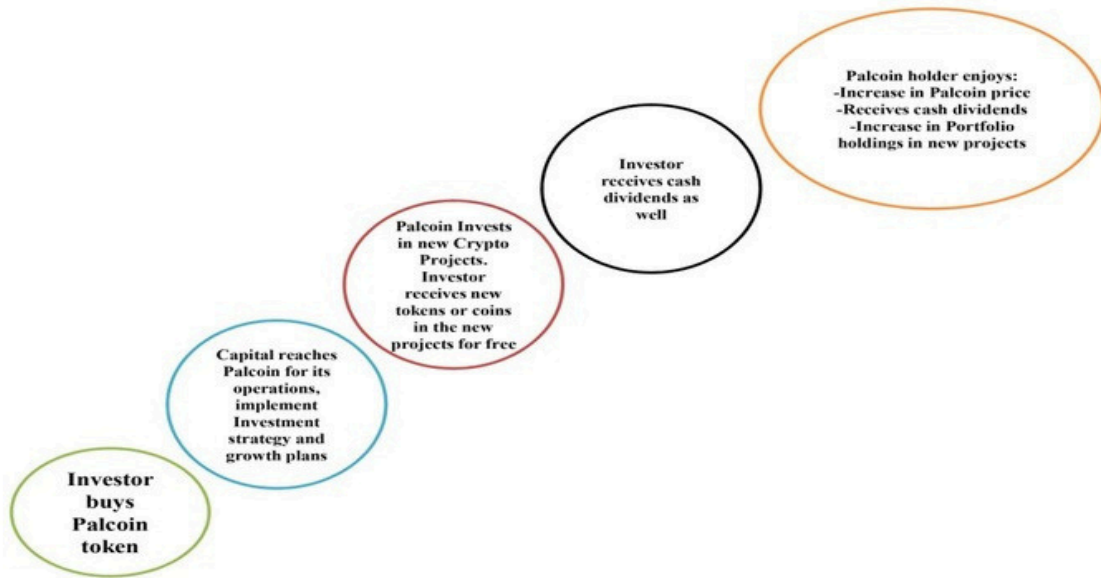 Investor
buys
Palcoin
token
Capital reaches
Palcoin for its
operations,
implement
Investment
strategy and
growth plans
Palcoin Invests
in new Crypto
Projects.
Investor
receives new
tokens or coins
in the new
projects for free
Investor
receives cash
dividends as
well
Palcoin holder enjoys:
-Increase in Palcoin price
-Receives cash dividends
-Increase in Portfolio
holdings in new projects